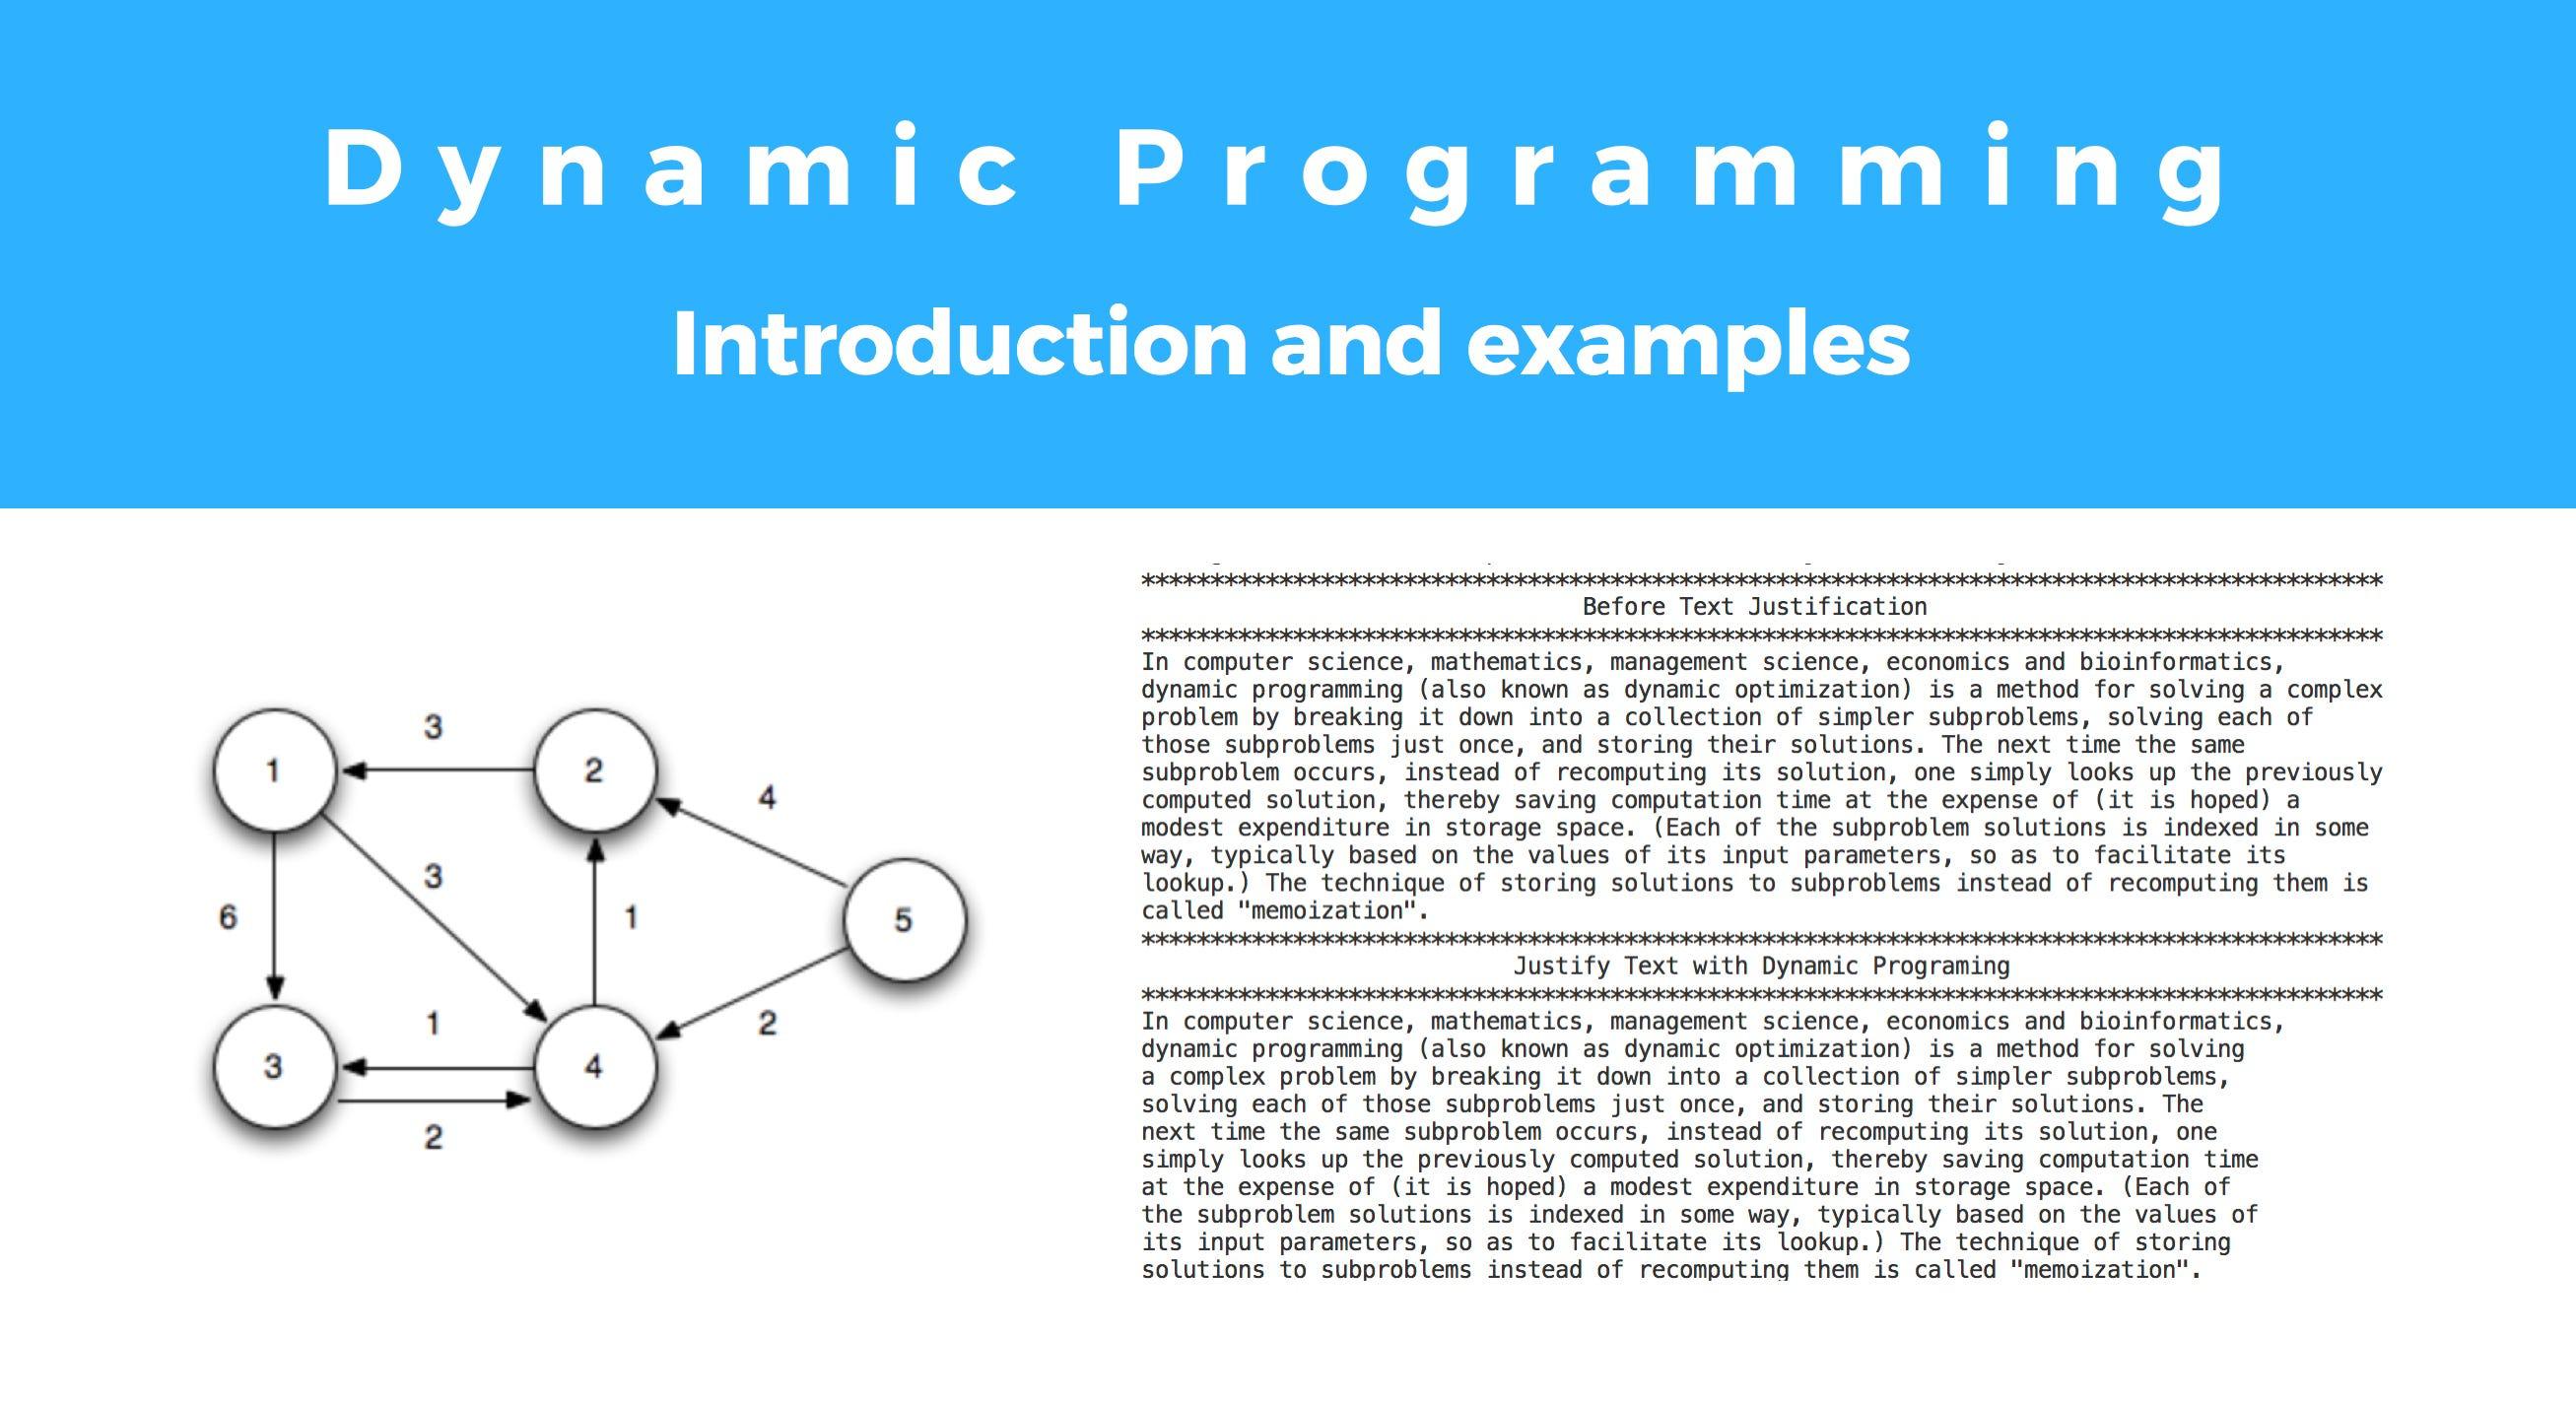 Dynamic Programming
Introduction and examples
1
3
2
4
6
3
1
5
3
1
4
2
2
******************************************************************************************
Before Text Justification
******************************************************************************************
In computer science, mathematics, management science, economics and bioinformatics,
dynamic programming (also known as dynamic optimization) is a method for solving a complex
problem by breaking it down into a collection of simpler subproblems, solving each of
those subproblems just once, and storing their solutions. The next time the same
subproblem occurs, instead of recomputing its solution, one simply looks up the previously
computed solution, thereby saving computation time at the expense of (it is hoped) a
modest expenditure in storage space. (Each of the subproblem solutions is indexed in some
way, typically based on the values of its input parameters, so as to facilitate its
lookup.) The technique of storing solutions to subproblems instead of recomputing them is
called "memoization".
******************************************************************************************
Justify Text with Dynamic Programing
******************************************************************************************
In computer science, mathematics, management science, economics and bioinformatics,
dynamic programming (also known as dynamic optimization) is a method for solving
a complex problem by breaking it down into a collection of simpler subproblems,
solving each of those subproblems just once, and storing their solutions. The
next time the same subproblem occurs, instead of recomputing its solution, one
simply looks up the previously computed solution, thereby saving computation time
at the expense of (it is hoped) a modest expenditure in storage space. (Each of
the subproblem solutions is indexed in some way, typically based on the values of
its input parameters, so as to facilitate its lookup.) The technique of storing
solutions to subproblems instead of recomputing them is called "memoization".